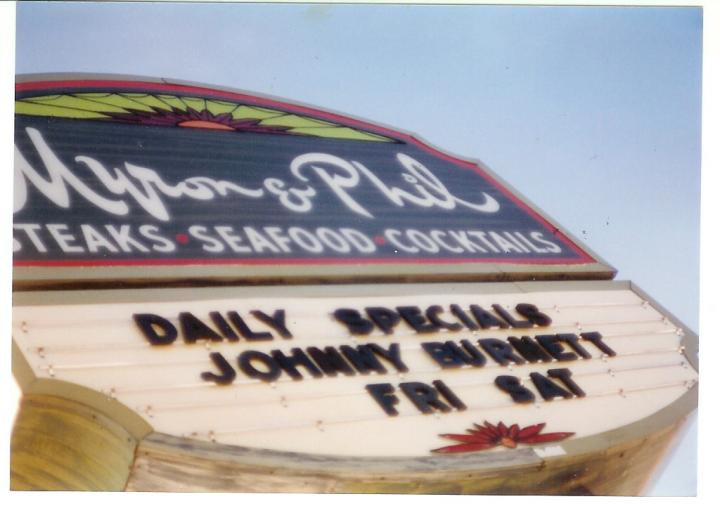 Myron & Phil
STEAKS • SEAFOOD • COCKTAILS
DAILY SPECIALS
JOHNNY BURNETT
FRI SAT